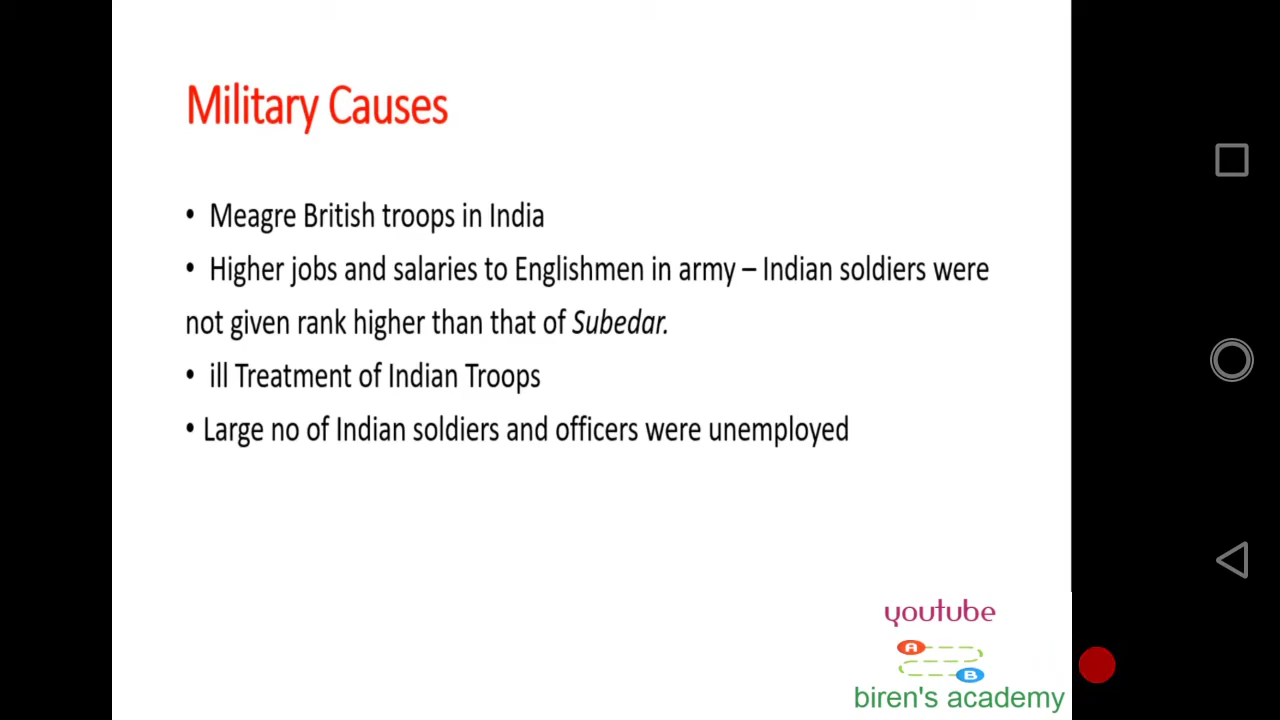 Military Causes
• Meagre British troops in India
• Higher jobs and salaries to Englishmen in army – Indian soldiers were
not given rank higher than that of Subedar.
• ill Treatment of Indian Troops
• Large no of Indian soldiers and officers were unemployed
youtube
A
B
biren's academy